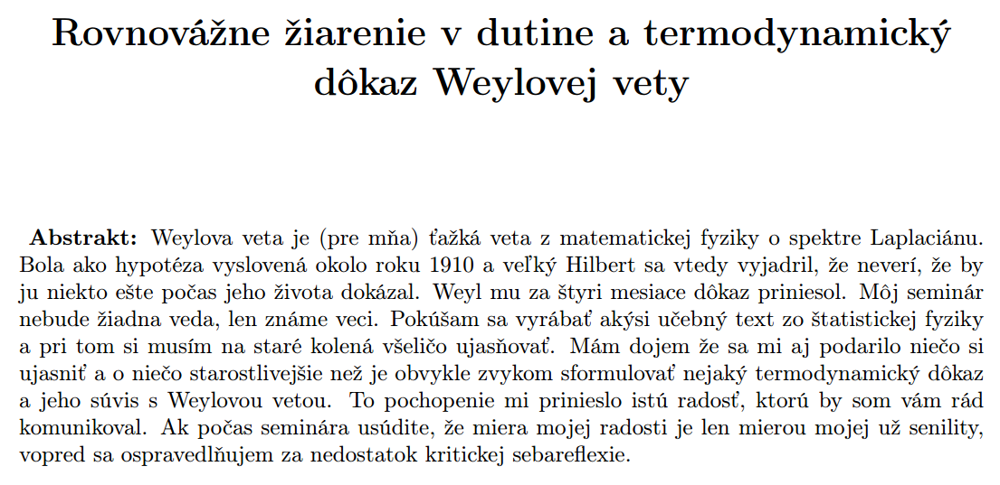 Rovnovážne žiarenie v dutine a termodynamický
dôkaz Weylovej vety
Abstrakt: Weylova veta je (pre mňa) ťažká veta z matematickej fyziky o spektre Laplaciánu.
Bola ako hypotéza vyslovená okolo roku 1910 a veľký Hilbert sa vtedy vyjadril, že neverí, že by
ju niekto ešte počas jeho života dokázal. Weyl mu za štyri mesiace dôkaz priniesol. Môj seminár
nebude žiadna veda, len známe veci. Pokúšam sa vyrábať akýsi učebný text zo štatistickej fyziky
a pri tom si musím na staré kolená všeličo ujasňovať. Mám dojem že sa mi aj podarilo niečo si
ujasniť a o niečo starostlivejšie než je obvykle zvykom sformulovať nejaký termodynamický dôkaz
a jeho súvis s Weylovou vetou. To pochopenie mi prinieslo istú radosť, ktorú by som vám rád
komunikoval. Ak počas seminára usúdite, že miera mojej radosti je len mierou mojej už senility,
vopred sa ospravedlňujem za nedostatok kritickej sebareflexie.